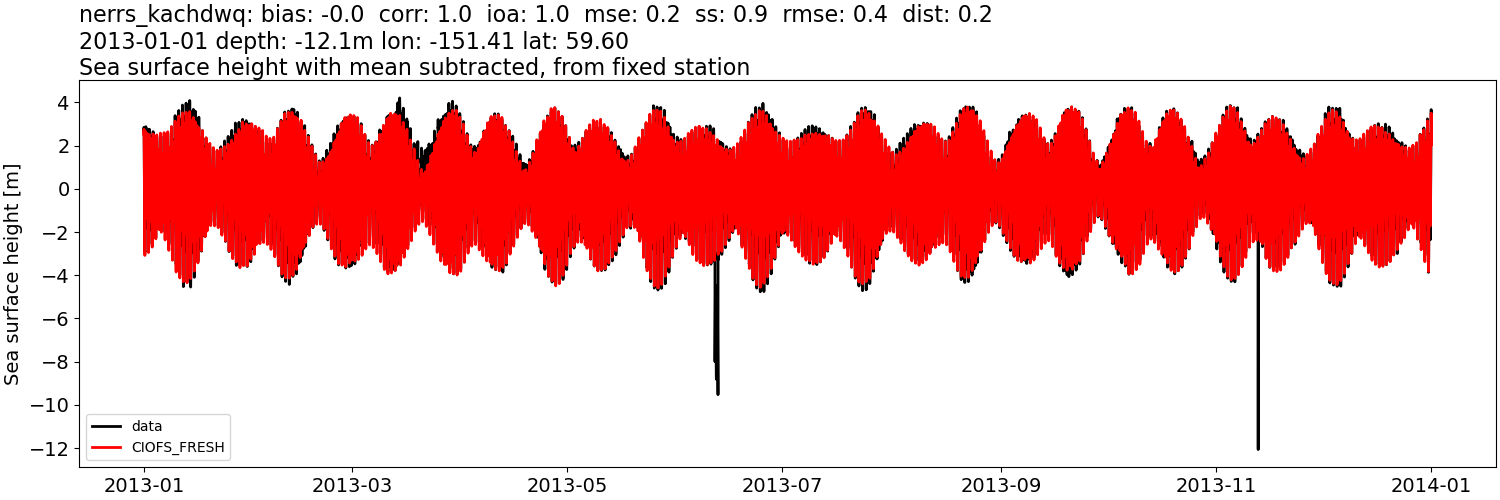 nerrs_kachdwq: bias: -0.0  corr: 1.0  ioa: 1.0  mse: 0.2  ss: 0.9  rmse: 0.4  dist: 0.2
2013-01-01 depth: -12.1m lon: -151.41 lat: 59.60
Sea surface height with mean subtracted, from fixed station
Sea surface height [m]
4
2
0
−2
−4
−6
−8
−10
−12
data
CIOFS_FRESH
2013-01 2013-03 2013-05 2013-07 2013-09 2013-11 2014-01